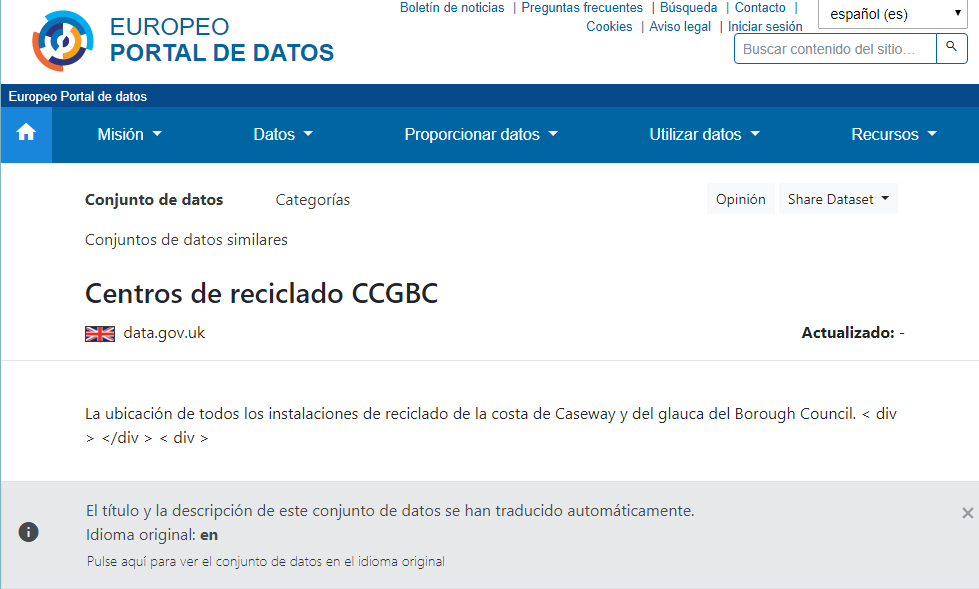 Boletín de noticias | Preguntas frecuentes | Búsqueda | Contacto |
Cookies | Aviso legal | Iniciar sesión
español (es)
Buscar contenido del sitio...
EUROPEO
PORTAL DE DATOS
Europeo Portal de datos
Misión Datos Proporcionar datos Utilizar datos Recursos
Conjunto de datos Categorías Opinión Share Dataset
Conjuntos de datos similares
Centros de reciclado CCGBC
data.gov.uk Actualizado: -
La ubicación de todos los instalaciones de reciclado de la costa de Caseway y del glauca del Borough Council. < div
> </div > < div >
El título y la descripción de este conjunto de datos se han traducido automáticamente.
Idioma original: en
Pulse aquí para ver el conjunto de datos en el idioma original